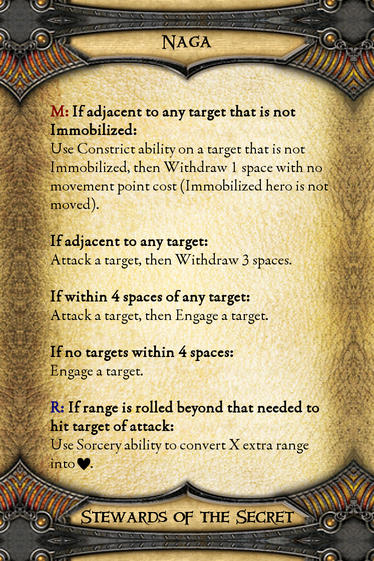 Naga
M: If adjacent to any target that is not
Immobilized:
Use Constrict ability on a target that is not
Immobilized, then Withdraw 1 space with no
movement point cost (Immobilized hero is not
moved).
If adjacent to any target:
Attack a target, then Withdraw 3 spaces.
If within 4 spaces of any target:
Attack a target, then Engage a target.
If no targets within 4 spaces:
Engage a target.
R: If range is rolled beyond that needed to
hit target of attack:
Use Sorcery ability to convert X extra range
into ♥.
Stewards of the Secret